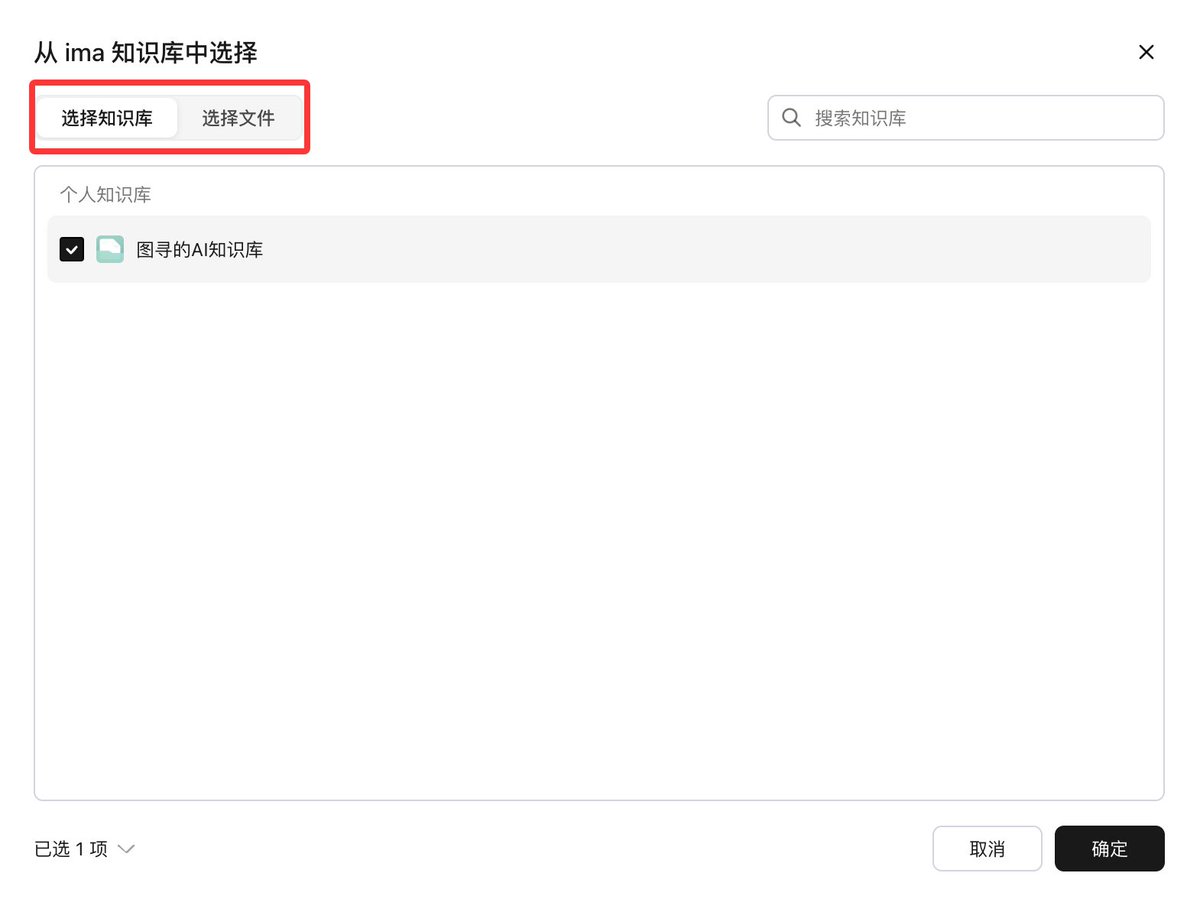 从 ima 知识库中选择
选择知识库 选择文件
搜索知识库
个人知识库
图寻的AI知识库
已选 1 项
取消 确定